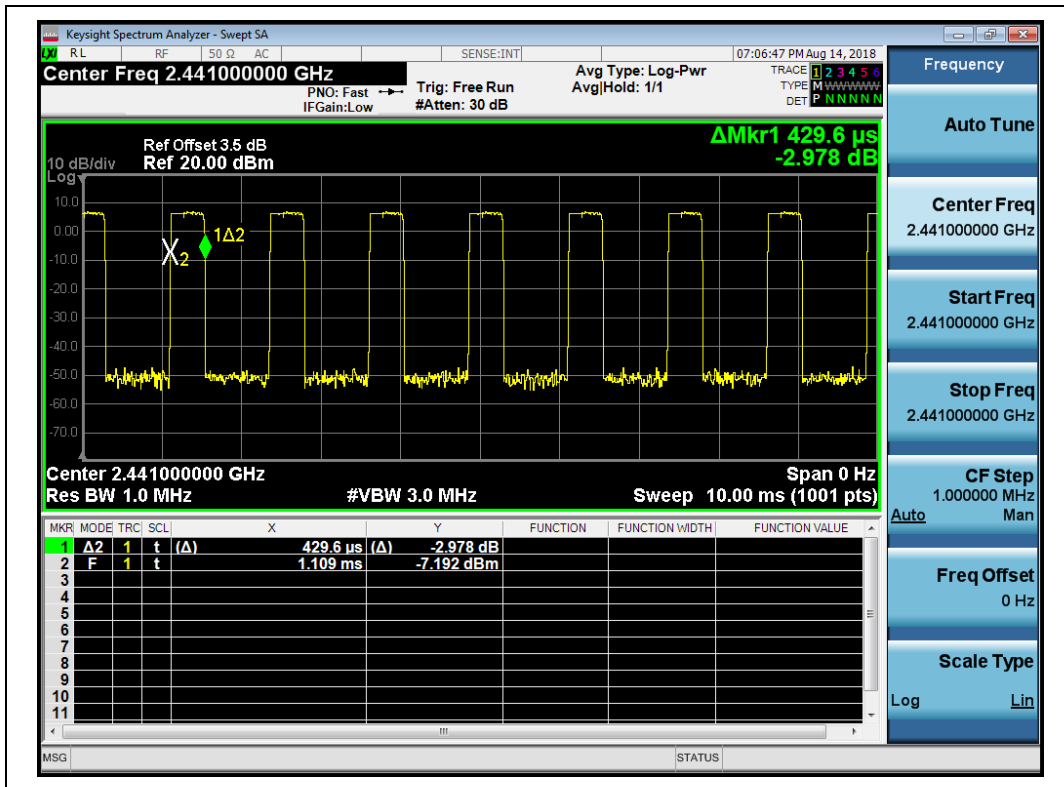 Keysight Spectrum Analyzer - Swept SA
LXI RL RF 50 Ω AC SENSE:INT 07:06:47 PM Aug 14, 2018
Center Freq 2.441000000 GHz
PNO: Fast
IFGain:Low
Trig: Free Run
#Atten: 30 dB
Avg Type: Log-Pwr
Avg|Hold: 1/1
TRACE 1 2 3 4 5 6
TYPE M WWWWW
DET P N N N N N
ΔMkr1 429.6 µs
-2.978 dB
Ref Offset 3.5 dB
10 dB/div Ref 20.00 dBm
Log
10.0
0.00
-10.0
-20.0
-30.0
-40.0
-50.0
-60.0
-70.0
1Δ2
X2
Center 2.441000000 GHz Span 0 Hz
Res BW 1.0 MHz #VBW 3.0 MHz Sweep 10.00 ms (1001 pts)
MKR MODE TRC SCL X Y FUNCTION FUNCTION WIDTH FUNCTION VALUE
1 Δ2 1 t (Δ) 429.6 µs (Δ) -2.978 dB
2 F 1 t 1.109 ms -7.192 dBm
3
4
5
6
7
8
9
10
11
MSG STATUS
Frequency
Auto Tune
Center Freq
2.441000000 GHz
Start Freq
2.441000000 GHz
Stop Freq
2.441000000 GHz
CF Step
1.000000 MHz
Auto Man
Freq Offset
0 Hz
Scale Type
Log Lin